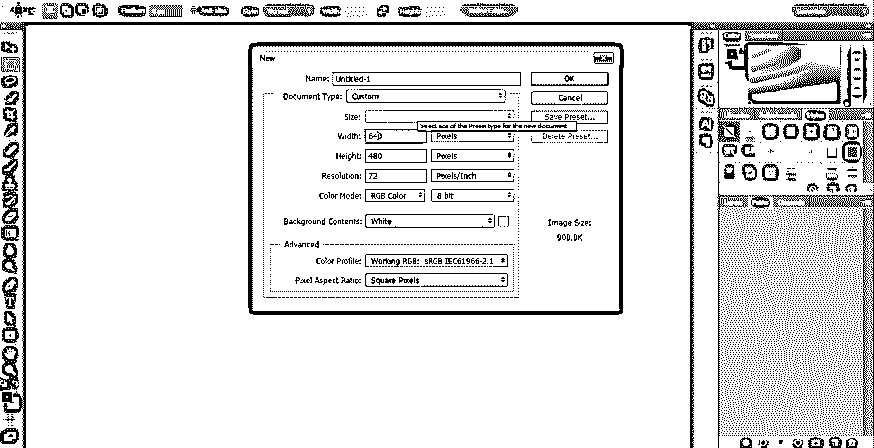 New
Name: Untitled-1
OK
Document Type: Custom
Cancel
Size:
Save Preset...
Select one of the Preset type for the new document
Width: 640 Pixels
Delete Preset...
Height: 480 Pixels
Resolution: 72 Pixels/Inch
Color Mode: RGB Color 8 bit
Background Contents: White
Image Size:
900.0K
Advanced
Color Profile: Working RGB: sRGB IEC61966-2.1
Pixel Aspect Ratio: Square Pixels